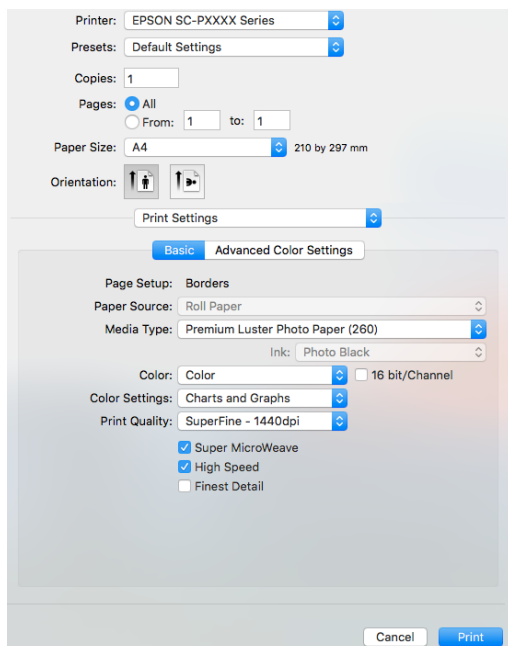 Printer: EPSON SC-PXXXX Series
Presets: Default Settings
Copies: 1
Pages: All
From: 1 to: 1
Paper Size: A4 210 by 297 mm
Orientation:
Print Settings
Basic Advanced Color Settings
Page Setup: Borders
Paper Source: Roll Paper
Media Type: Premium Luster Photo Paper (260)
Ink: Photo Black
Color: Color 16 bit/Channel
Color Settings: Charts and Graphs
Print Quality: SuperFine - 1440dpi
Super MicroWeave
High Speed
Finest Detail
Cancel Print